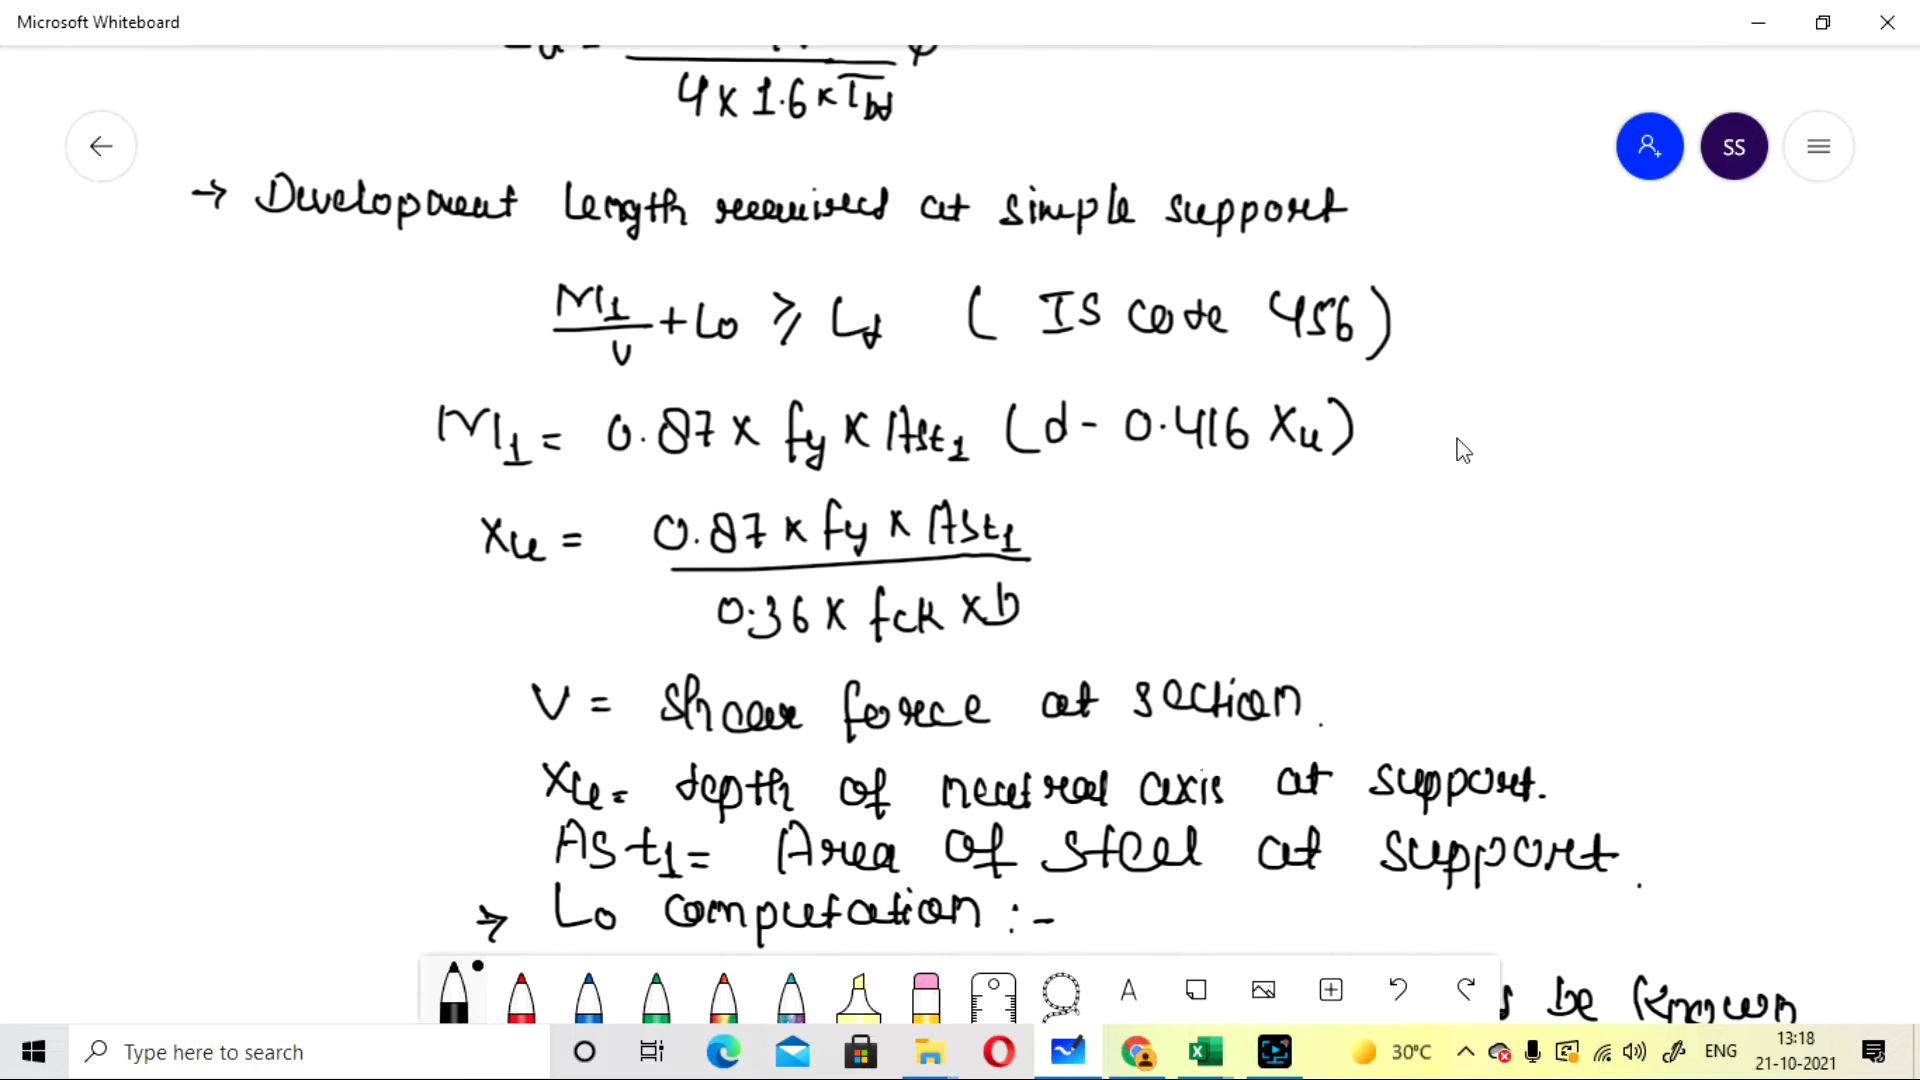 Microsoft Whiteboard
4 x 1.6 x τbd
SS
→ Development length required at simple support
M1/V + Lo ≥ Ld ( IS code 456)
M1 = 0.87 x fy x Ast1 (d - 0.416 Xu)
Xu = 0.87 x fy x Ast1
0.36 x fck x b
V = Shear force at section.
Xu = depth of neutral axis at support.
Ast1 = Area of steel at support.
→ Lo computation :-
be known
A
Type here to search
30°C
ENG
13:18
21-10-2021